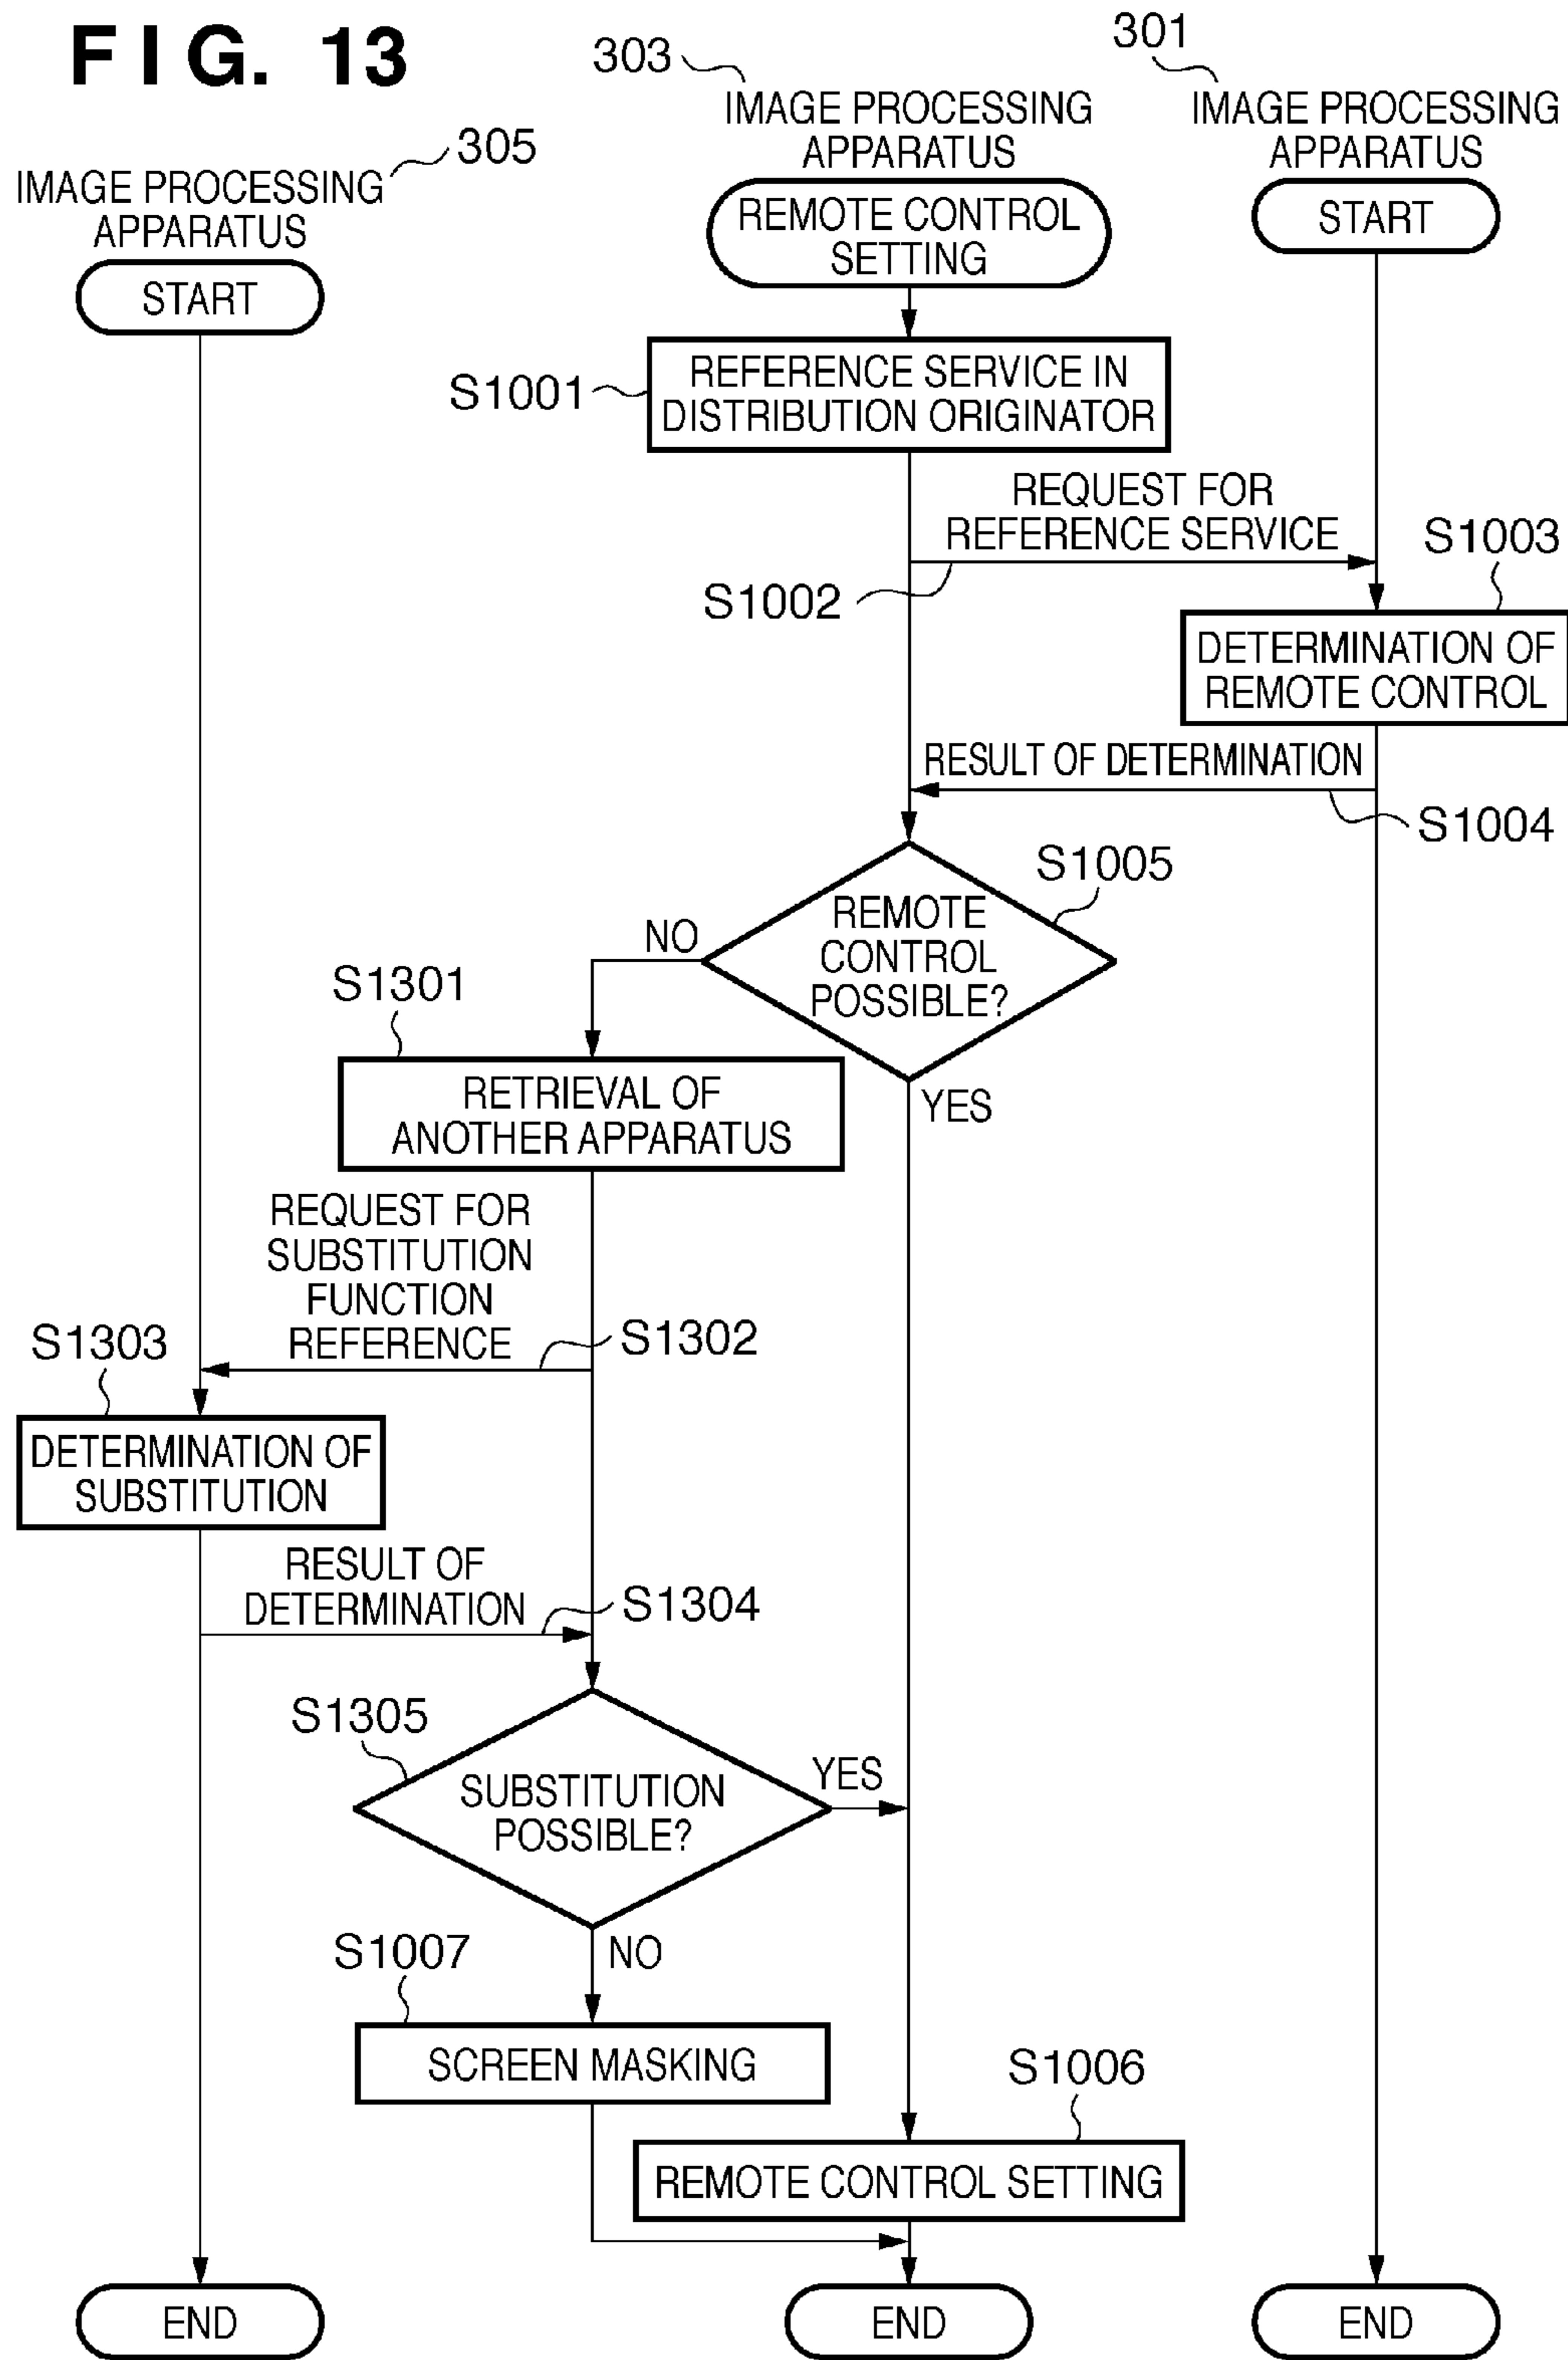 FIG. 13
303
301
IMAGE PROCESSING
APPARATUS
IMAGE PROCESSING
APPARATUS
305
IMAGE PROCESSING
APPARATUS
REMOTE CONTROL
SETTING
START
START
S1001
REFERENCE SERVICE IN
DISTRIBUTION ORIGINATOR
REQUEST FOR
REFERENCE SERVICE
S1003
S1002
DETERMINATION OF
REMOTE CONTROL
RESULT OF DETERMINATION
S1004
S1005
REMOTE
CONTROL
POSSIBLE?
NO
YES
S1301
RETRIEVAL OF
ANOTHER APPARATUS
REQUEST FOR
SUBSTITUTION
FUNCTION
REFERENCE
S1302
S1303
DETERMINATION OF
SUBSTITUTION
RESULT OF
DETERMINATION
S1304
S1305
SUBSTITUTION
POSSIBLE?
YES
NO
S1007
SCREEN MASKING
S1006
REMOTE CONTROL SETTING
END
END
END